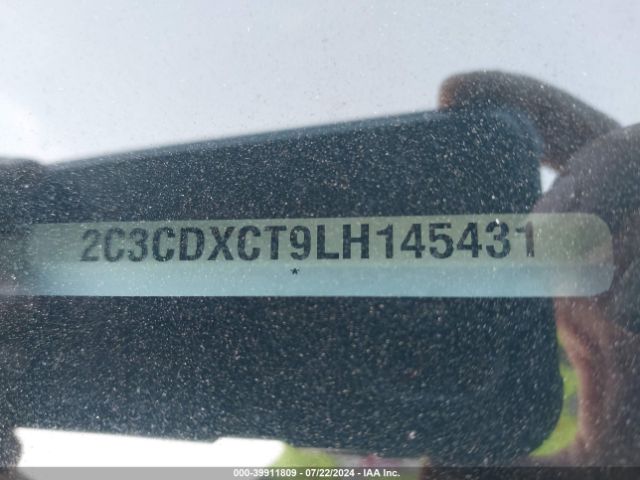 2C3CDXCT9LH145431
*
000-39911809 - 07/22/2024 - IAA Inc.